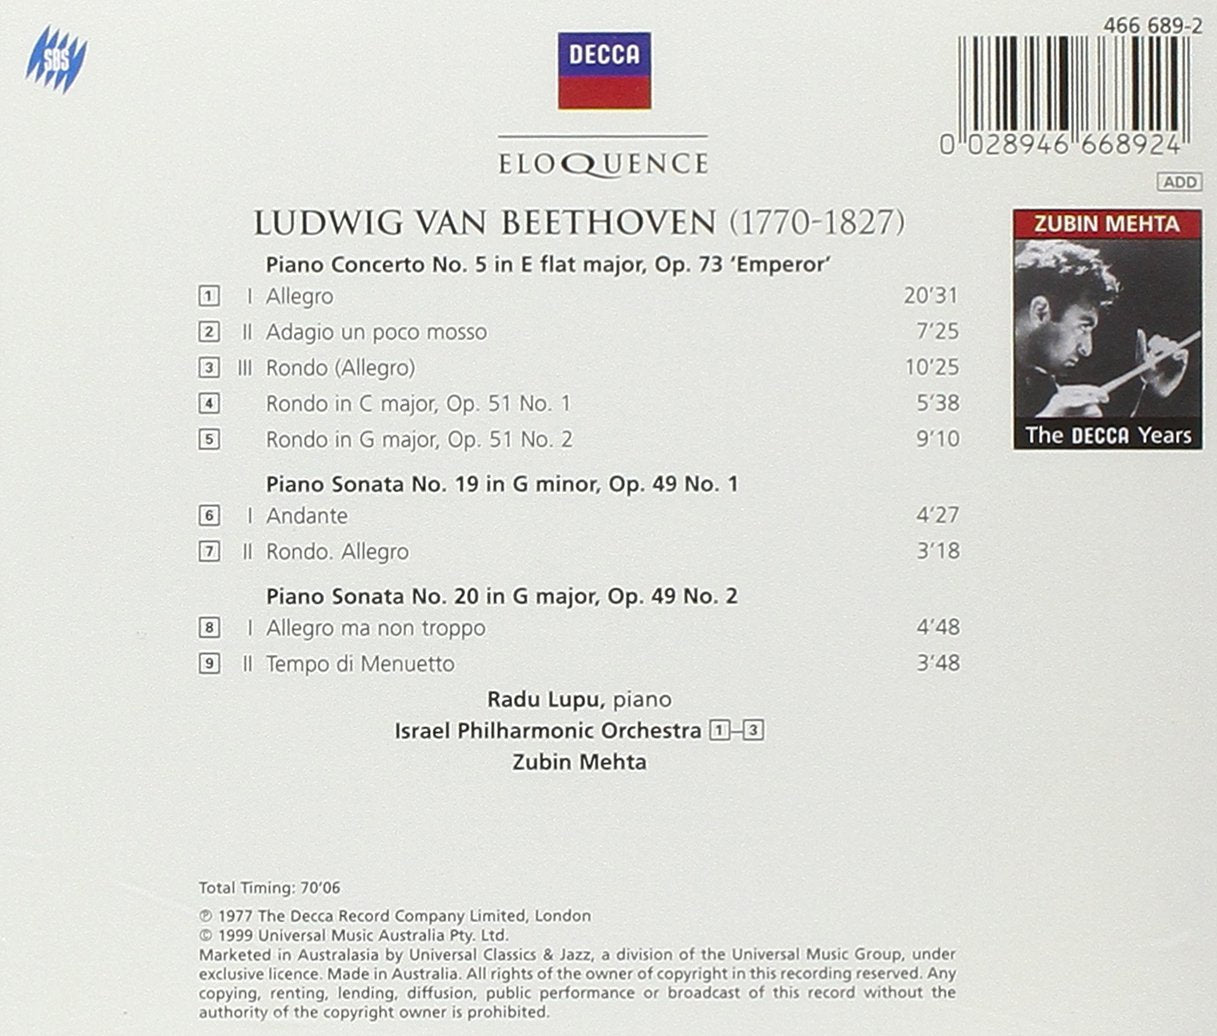 SBS
DECCA
466 689-2
0 028946 668924
ELOQUENCE
ADD
LUDWIG VAN BEETHOVEN (1770-1827)
ZUBIN MEHTA
The DECCA Years
Piano Concerto No. 5 in E flat major, Op. 73 ‘Emperor’
1 I Allegro 20’31
2 II Adagio un poco mosso 7’25
3 III Rondo (Allegro) 10’25
4 Rondo in C major, Op. 51 No. 1 5’38
5 Rondo in G major, Op. 51 No. 2 9’10
Piano Sonata No. 19 in G minor, Op. 49 No. 1
6 I Andante 4’27
7 II Rondo. Allegro 3’18
Piano Sonata No. 20 in G major, Op. 49 No. 2
8 I Allegro ma non troppo 4’48
9 II Tempo di Menuetto 3’48
Radu Lupu, piano
Israel Philharmonic Orchestra 1–3
Zubin Mehta
Total Timing: 70’06
℗ 1977 The Decca Record Company Limited, London
© 1999 Universal Music Australia Pty. Ltd.
Marketed in Australasia by Universal Classics & Jazz, a division of the Universal Music Group, under
exclusive licence. Made in Australia. All rights of the owner of copyright in this recording reserved. Any
copying, renting, lending, diffusion, public performance or broadcast of this record without the
authority of the copyright owner is prohibited.